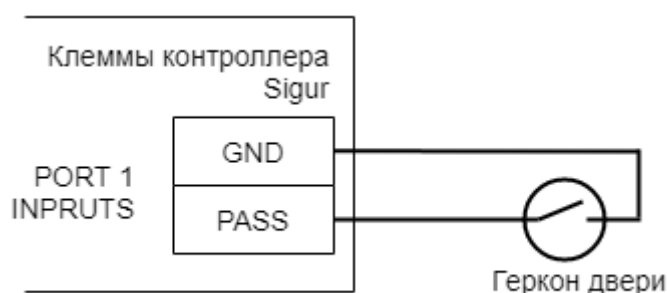 Клеммы контроллера
Sigur
GND
PORT 1
INPRUTS
PASS
Геркон двери